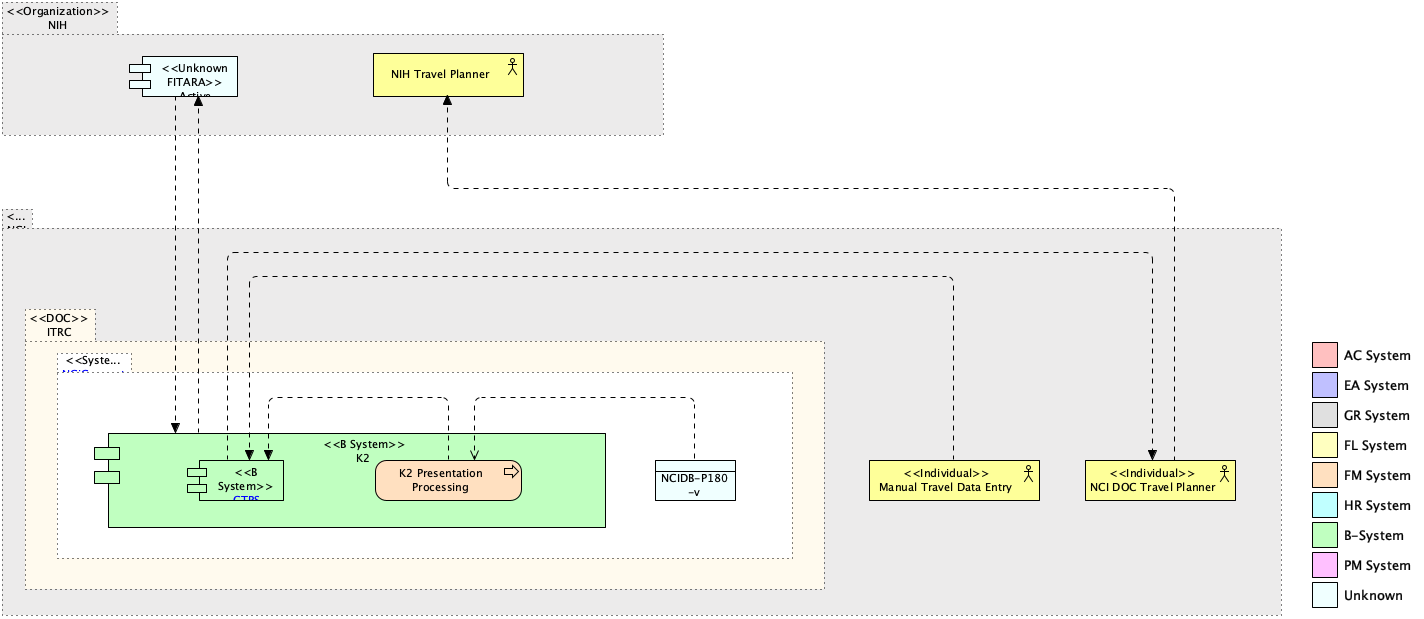 <<Organization>>
NIH
<<Unknown
FITARA>>
Active
NIH Travel Planner
<...
NCI
<<DOC>>
ITRC
<<Syste...
<<B System>>
K2
<<B
System>>
GTRS
K2 Presentation
Processing
NCIDB-P180
-v
<<Individual>>
Manual Travel Data Entry
<<Individual>>
NCI DOC Travel Planner
AC System
EA System
GR System
FL System
FM System
HR System
B-System
PM System
Unknown